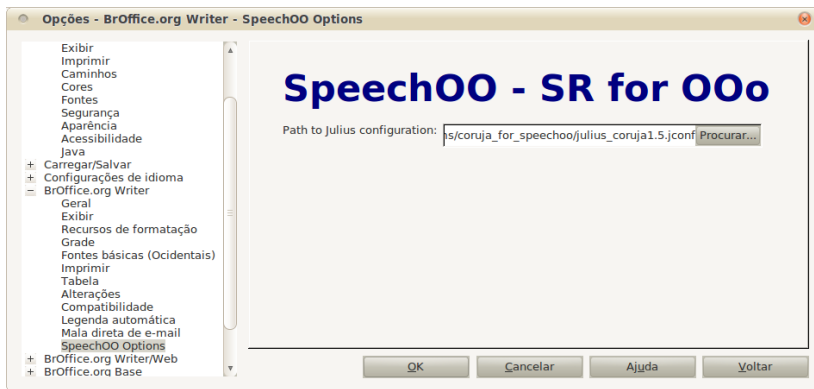 Opções - BrOffice.org Writer - SpeechOO Options
Exibir
Imprimir
Caminhos
Cores
Fontes
Segurança
Aparência
Acessibilidade
Java
Carregar/Salvar
Configurações de idioma
BrOffice.org Writer
Geral
Exibir
Recursos de formatação
Grade
Fontes básicas (Ocidentais)
Imprimir
Tabela
Alterações
Compatibilidade
Legenda automática
Mala direta de e-mail
SpeechOO Options
BrOffice.org Writer/Web
BrOffice.org Base
SpeechOO - SR for OOo
Path to Julius configuration: ns/coruja_for_speechoo/julius_coruja1.5.jconf Procurar...
OK Cancelar Ajuda Voltar